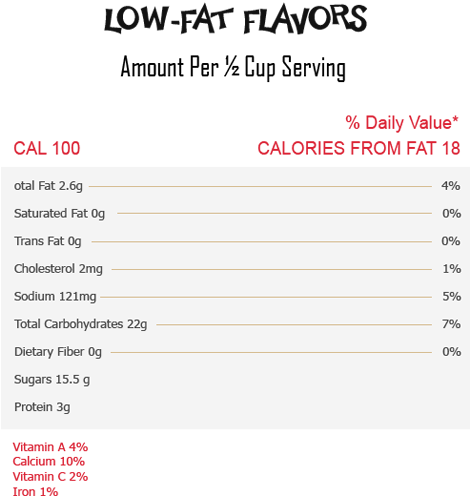 LOW-FAT FLAVORS
Amount Per ½ Cup Serving
% Daily Value*
CAL 100 CALORIES FROM FAT 18
otal Fat 2.6g 4%
Saturated Fat 0g 0%
Trans Fat 0g 0%
Cholesterol 2mg 1%
Sodium 121mg 5%
Total Carbohydrates 22g 7%
Dietary Fiber 0g 0%
Sugars 15.5 g
Protein 3g
Vitamin A 4%
Calcium 10%
Vitamin C 2%
Iron 1%